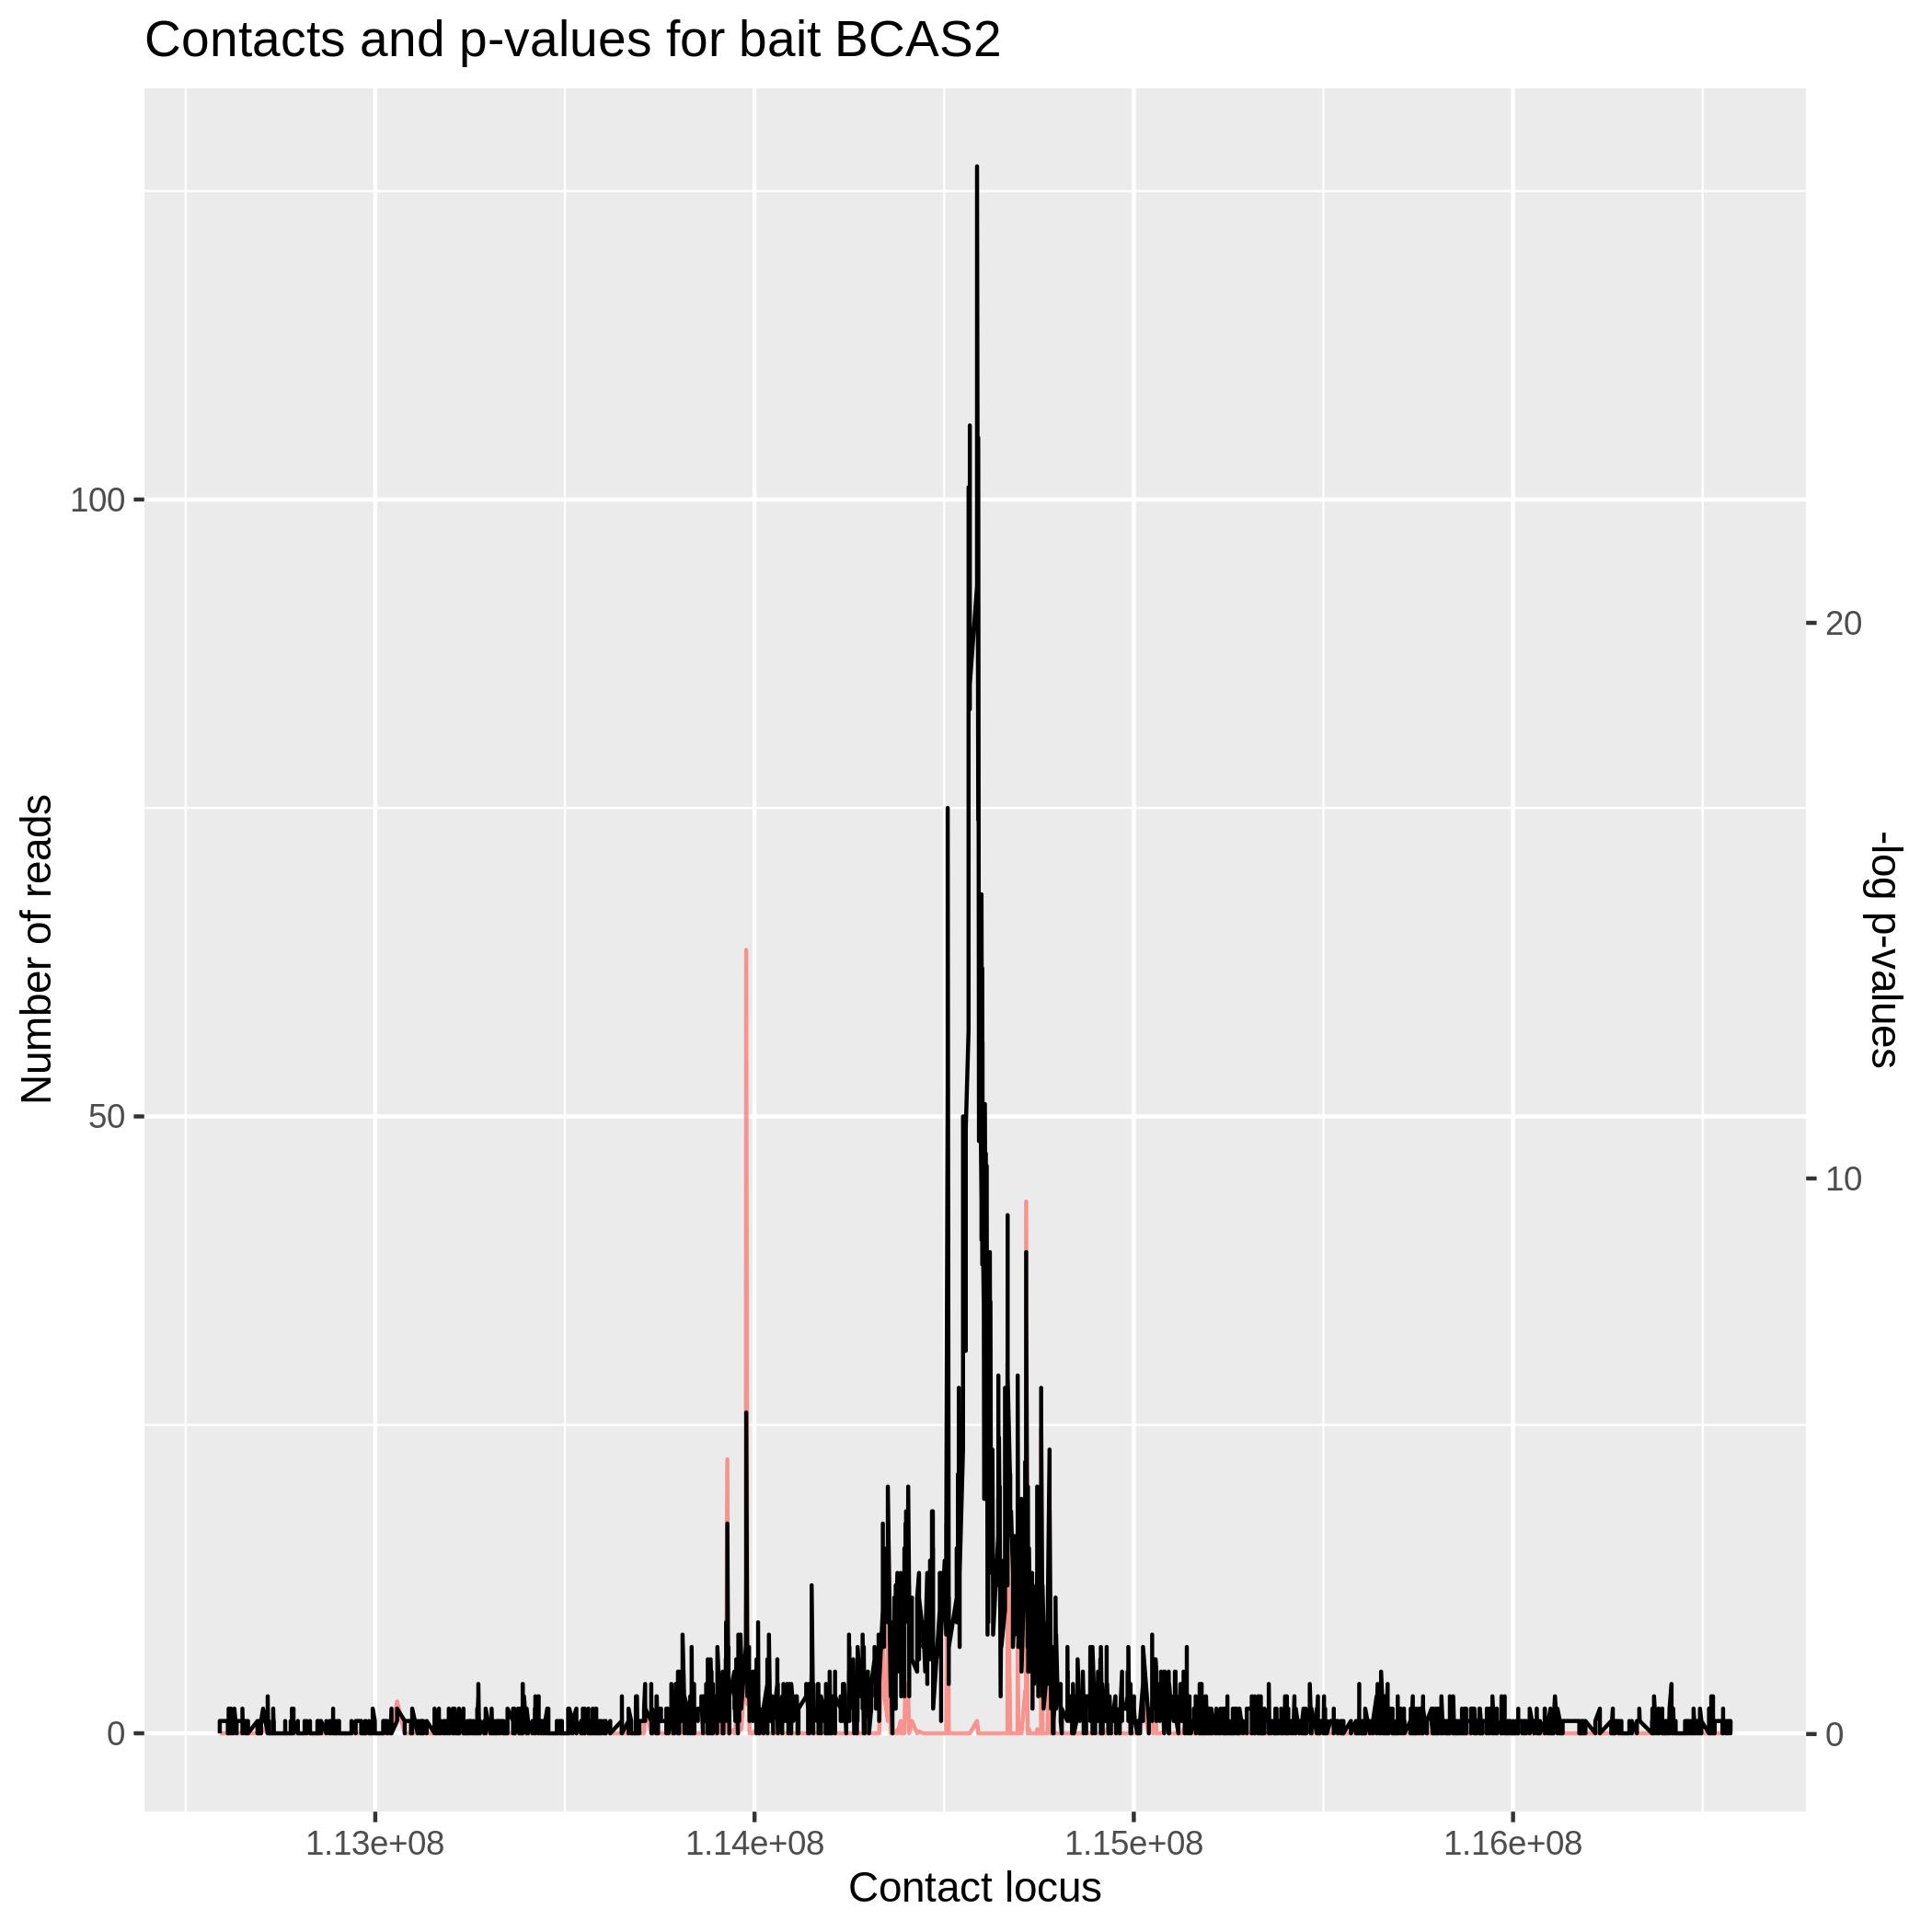 Contacts and p-values for bait BCAS2
Number of reads
100
50
0
20
10
0
-log p-values
1.13e+08
1.14e+08
1.15e+08
1.16e+08
Contact locus